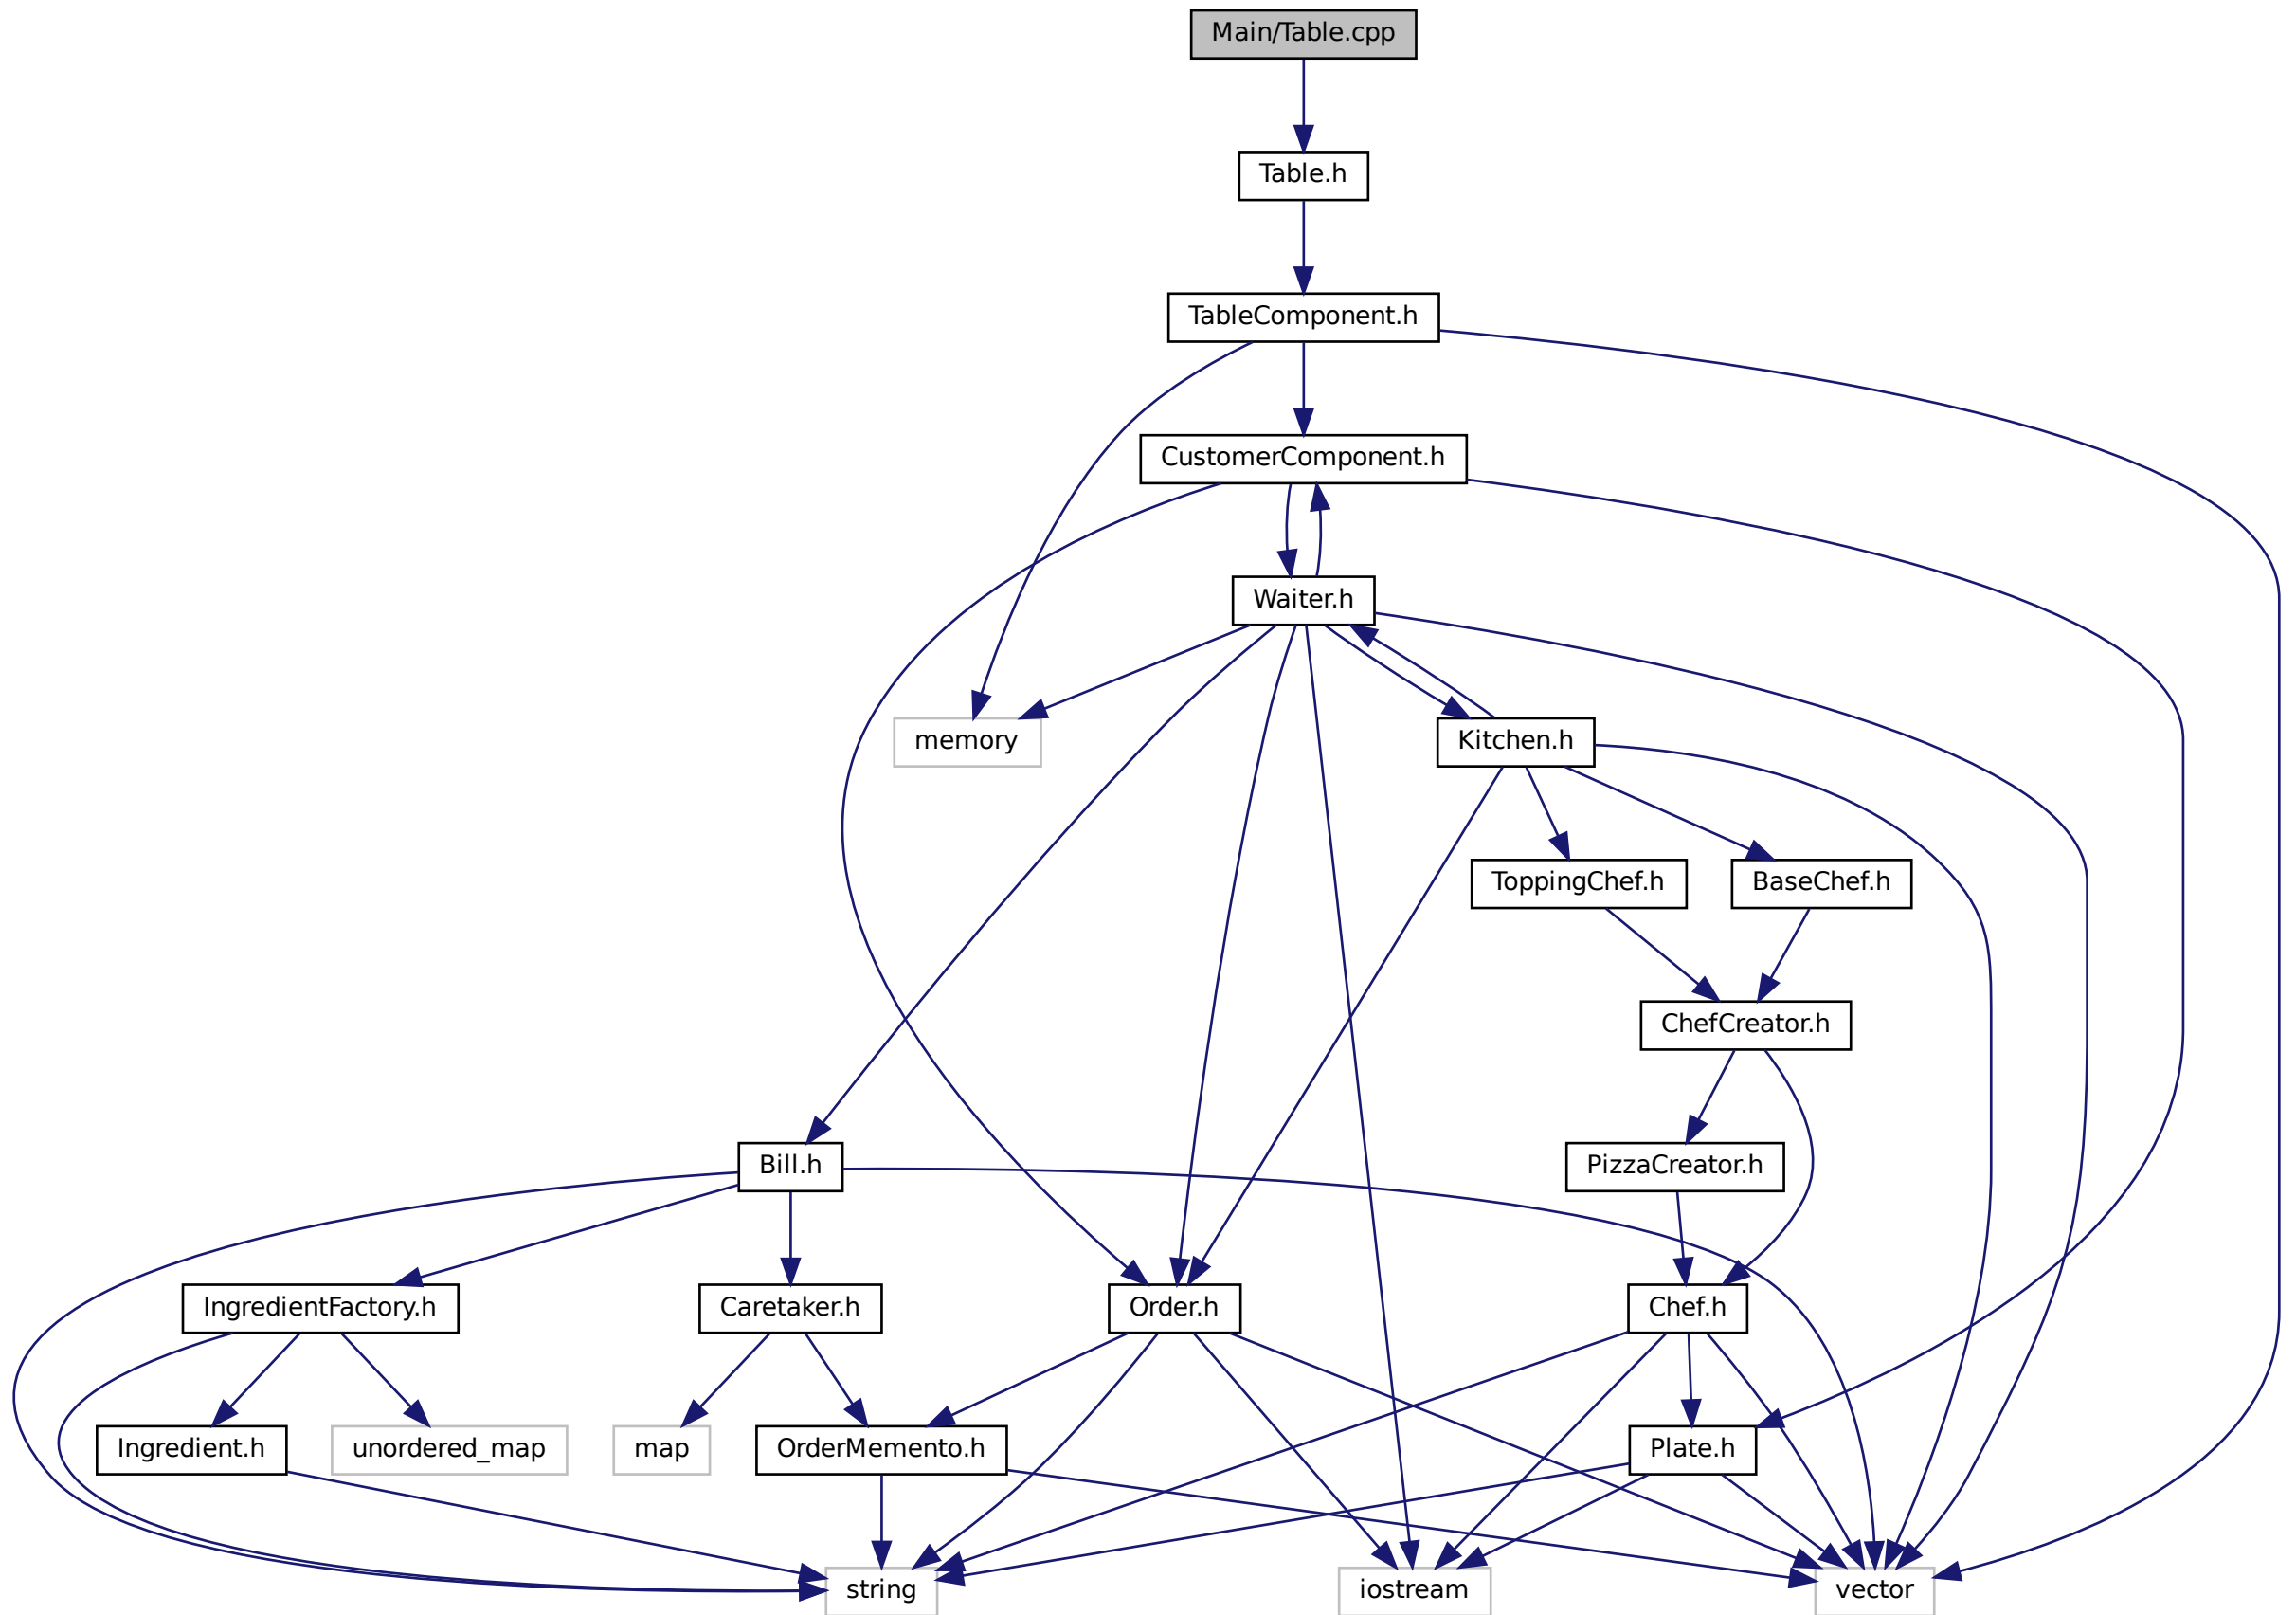 Main/Table.cpp
Table.h
TableComponent.h
CustomerComponent.h
Waiter.h
memory
Kitchen.h
ToppingChef.h
BaseChef.h
ChefCreator.h
Bill.h
PizzaCreator.h
IngredientFactory.h
Caretaker.h
Order.h
Chef.h
Ingredient.h
unordered_map
map
OrderMemento.h
Plate.h
string
iostream
vector